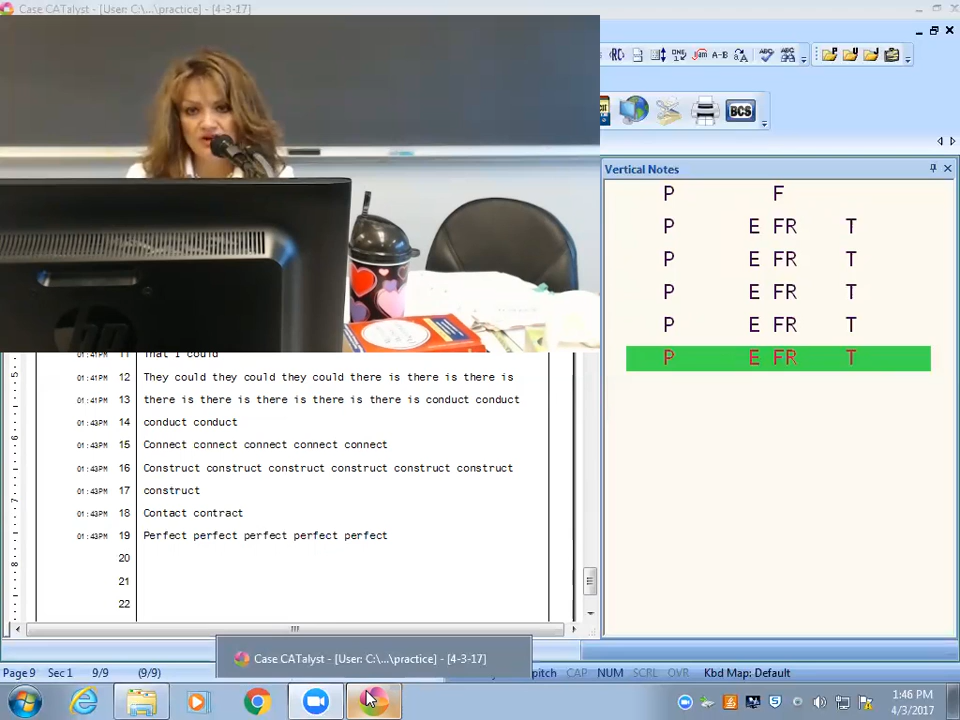 Case CATalyst - [User: C:\...\practice] - [4-3-17]
BCS
Vertical Notes
P F
P E FR T
P E FR T
P E FR T
P E FR T
P E FR T
01:41PM 11 That I could
01:41PM 12 They could they could they could there is there is there is
01:41PM 13 there is there is there is there is there is conduct conduct
01:43PM 14 conduct conduct
01:43PM 15 Connect connect connect connect connect
01:43PM 16 Construct construct construct construct construct construct
01:43PM 17 construct
01:43PM 18 Contact contract
01:43PM 19 Perfect perfect perfect perfect perfect
20
21
22
Case CATalyst - [User: C:\...\practice] - [4-3-17]
Page 9 Sec 1 9/9 (9/9) pitch CAP NUM SCRL OVR Kbd Map: Default
1:46 PM
4/3/2017